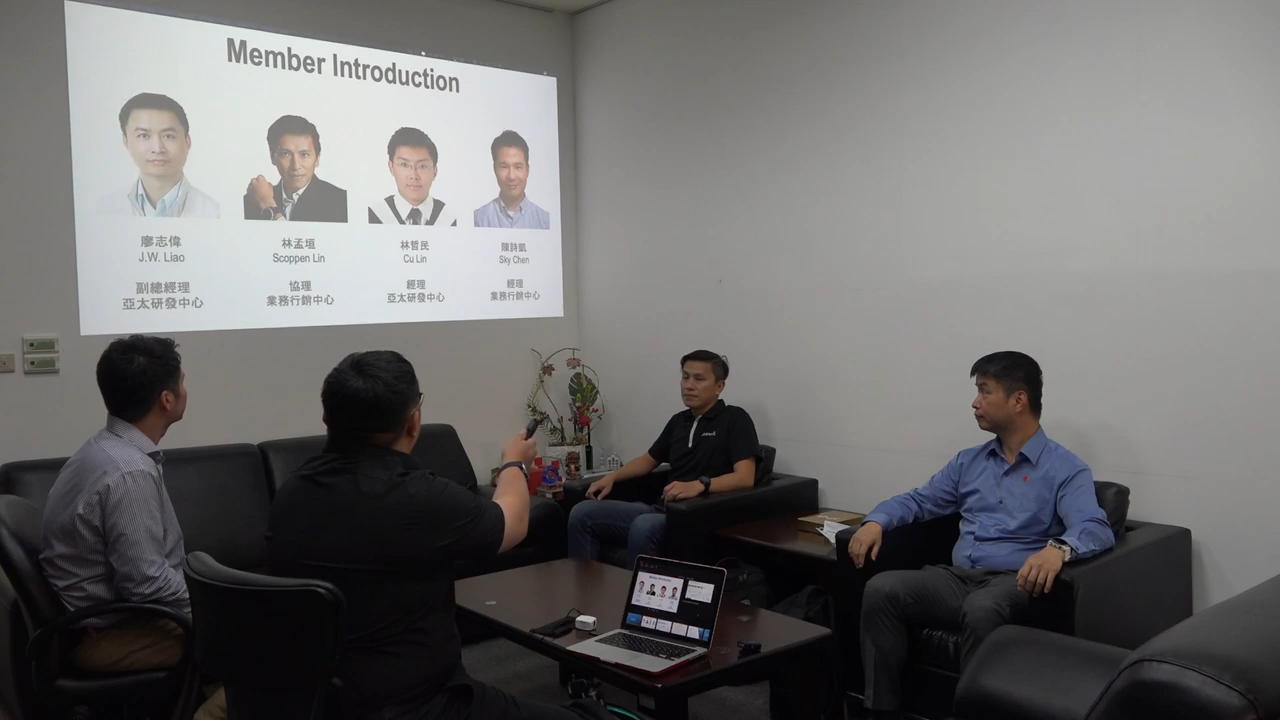 Member Introduction
廖志偉
J.W. Liao
副總經理
亞太研發中心
林孟垣
Scoppen Lin
協理
業務行銷中心
林哲民
Cu Lin
經理
亞太研發中心
陳詩凱
Sky Chen
經理
業務行銷中心